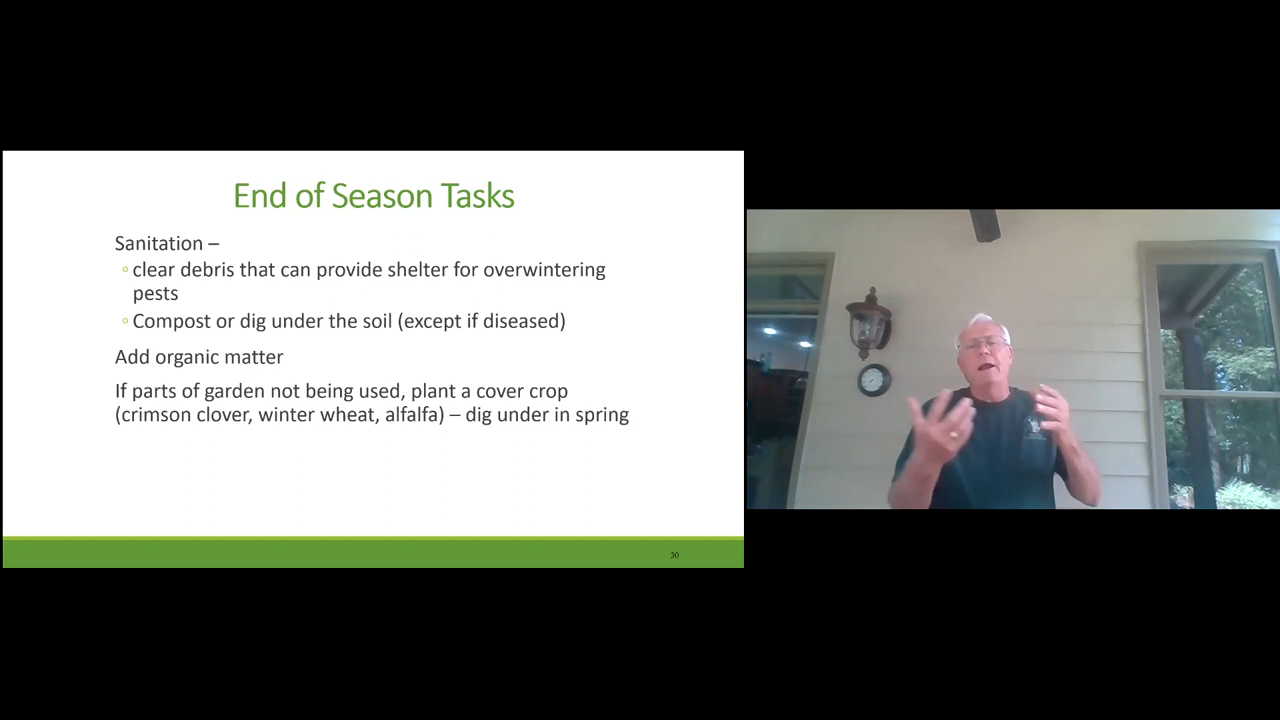 End of Season Tasks
Sanitation –
◦clear debris that can provide shelter for overwintering
pests
◦Compost or dig under the soil (except if diseased)
Add organic matter
If parts of garden not being used, plant a cover crop
(crimson clover, winter wheat, alfalfa) – dig under in spring
30